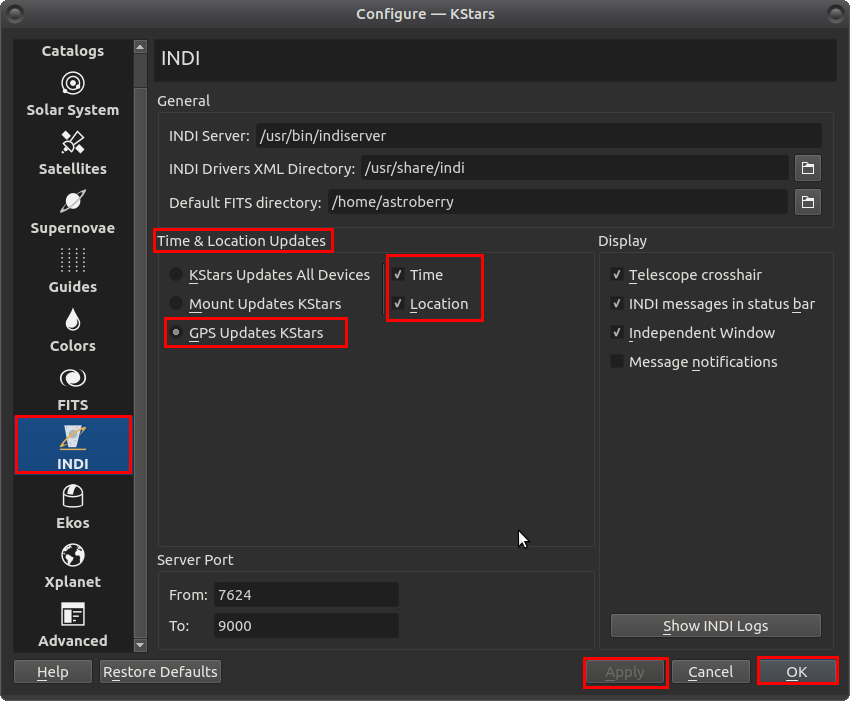 Configure — KStars
Catalogs
Solar System
Satellites
Supernovae
Guides
Colors
FITS
INDI
Ekos
Xplanet
Advanced
INDI
General
INDI Server: /usr/bin/indiserver
INDI Drivers XML Directory: /usr/share/indi
Default FITS directory: /home/astroberry
Time & Location Updates
KStars Updates All Devices
Mount Updates KStars
GPS Updates KStars
Time
Location
Display
Telescope crosshair
INDI messages in status bar
Independent Window
Message notifications
Server Port
From: 7624
To: 9000
Show INDI Logs
Help
Restore Defaults
Apply
Cancel
OK